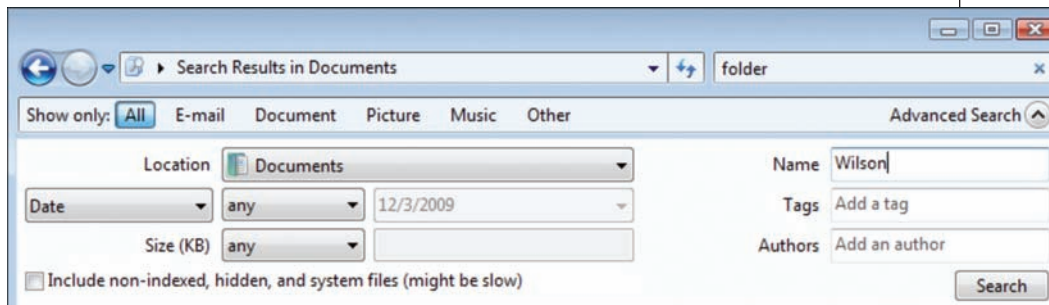 Search Results in Documents folder
Show only: All E-mail Document Picture Music Other Advanced Search
Location Documents Name Wilson
Date any 12/3/2009 Tags Add a tag
Size (KB) any Authors Add an author
Include non-indexed, hidden, and system files (might be slow) Search